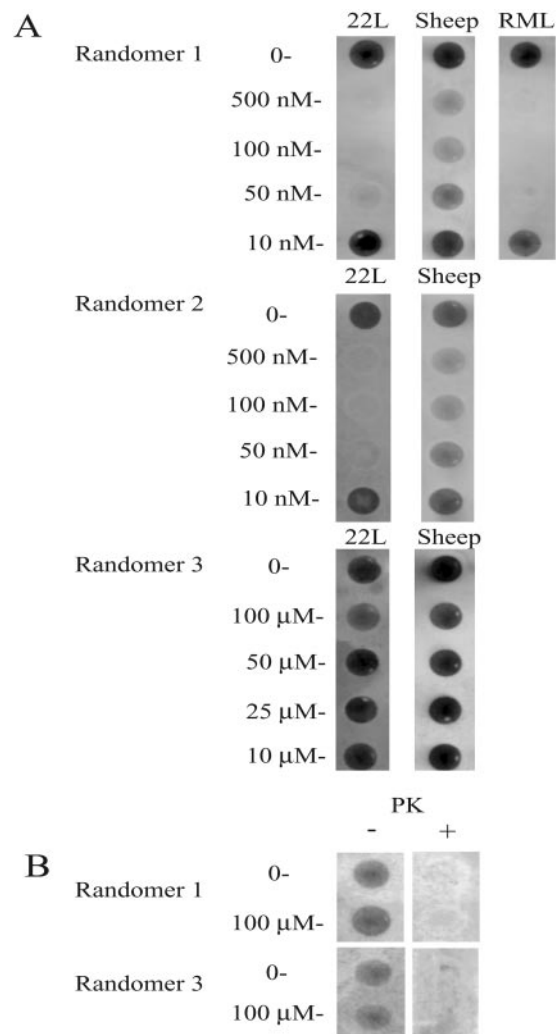 A
22L Sheep RML
Randomer 1 0-
500 nM-
100 nM-
50 nM-
10 nM-
22L Sheep
Randomer 2 0-
500 nM-
100 nM-
50 nM-
10 nM-
22L Sheep
Randomer 3 0-
100 µM-
50 µM-
25 µM-
10 µM-
PK
- +
B
Randomer 1 0-
100 µM-
Randomer 3 0-
100 µM-